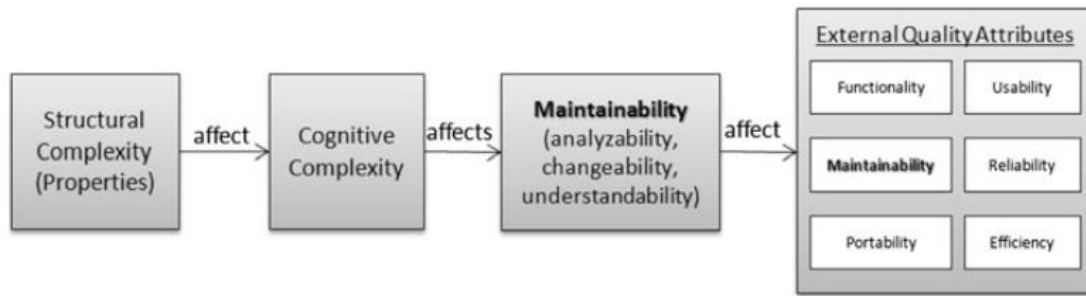 Structural
Complexity
(Properties)
affect
Cognitive
Complexity
affects
Maintainability
(analyzability,
changeability,
understandability)
affect
External Quality Attributes
Functionality
Usability
Maintainability
Reliability
Portability
Efficiency